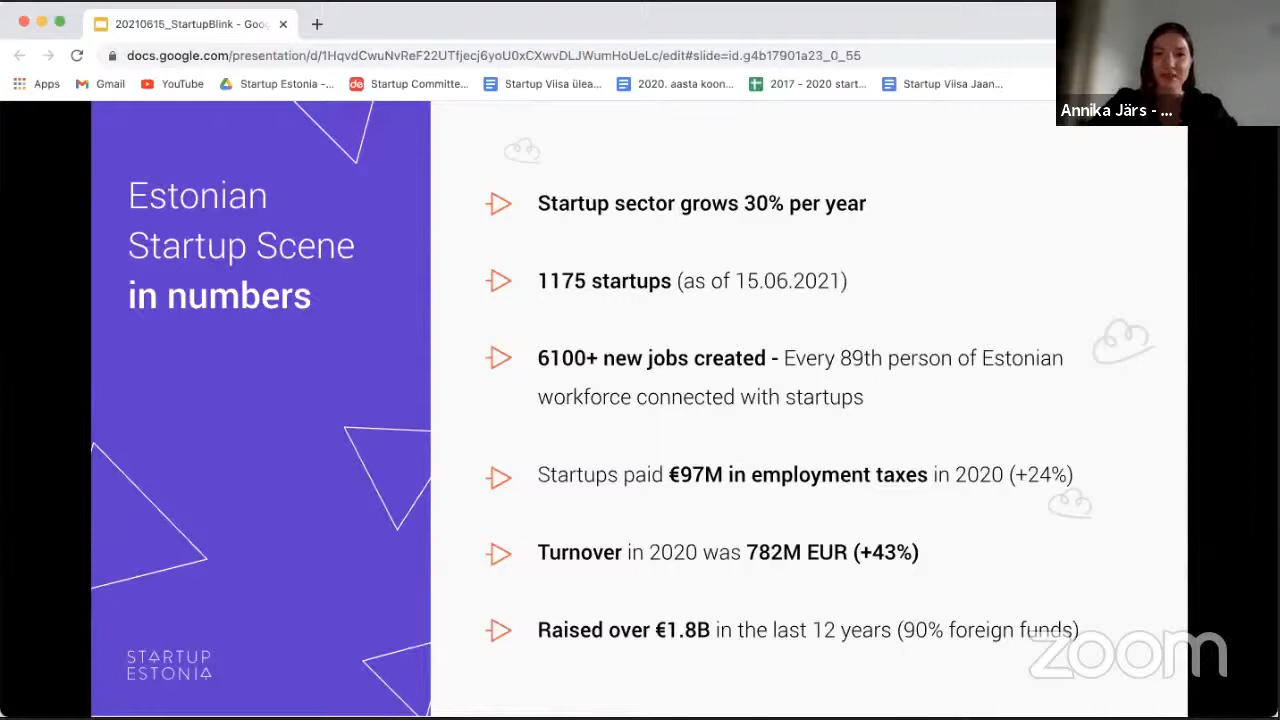 20210615_StartupBlink - Goo
docs.google.com/presentation/d/1HqvdCwuNvReF22UTfjecj6yoU0xCXwvDLJWumHoUeLc/edit#slide=id.g4b17901a23_0_55
Apps Gmail YouTube Startup Estonia -... Startup Committe... Startup Viisa ülea... 2020. aasta koon... 2017 - 2020 start... Startup Viisa Jaan...
Annika Järs - ...
Estonian
Startup Scene
in numbers
Startup sector grows 30% per year
1175 startups (as of 15.06.2021)
6100+ new jobs created - Every 89th person of Estonian
workforce connected with startups
Startups paid €97M in employment taxes in 2020 (+24%)
Turnover in 2020 was 782M EUR (+43%)
Raised over €1.8B in the last 12 years (90% foreign funds)
STARTUP
ESTONIA
zoom